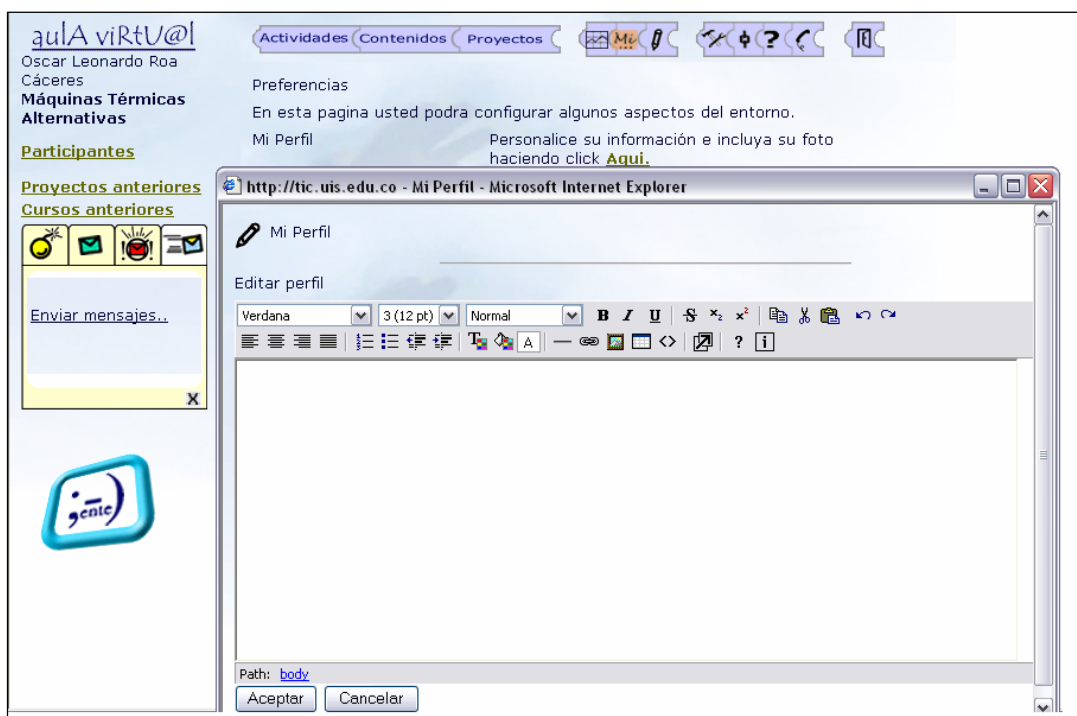 aulA viRtU@l
Oscar Leonardo Roa
Cáceres
Máquinas Térmicas
Alternativas
Participantes
Proyectos anteriores
Cursos anteriores
Enviar mensajes..
X
gente
Actividades Contenidos Proyectos Mi ?
Preferencias
En esta pagina usted podra configurar algunos aspectos del entorno.
Mi Perfil Personalice su información e incluya su foto
haciendo click Aqui.
http://tic.uis.edu.co - Mi Perfil - Microsoft Internet Explorer
Mi Perfil
Editar perfil
Verdana 3 (12 pt) Normal B I U S x₂ x²
T A <> ? i
Path: body
Aceptar Cancelar